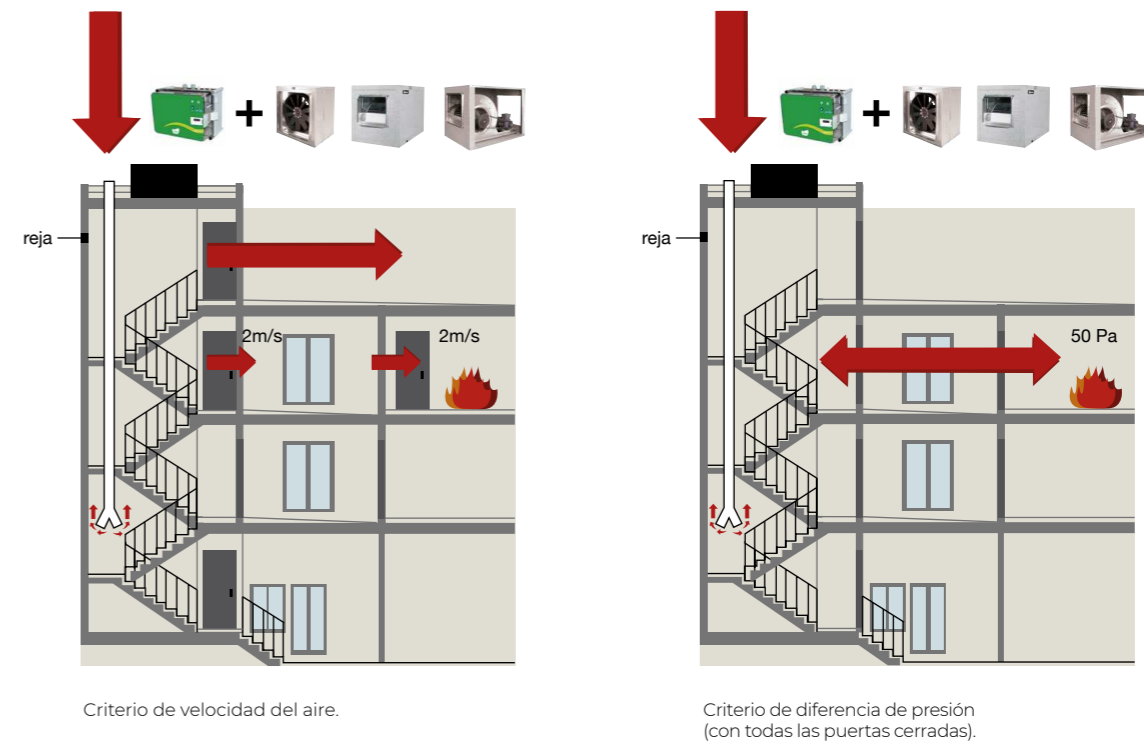 reja
2m/s
2m/s
Criterio de velocidad del aire.
reja
50 Pa
Criterio de diferencia de presión
(con todas las puertas cerradas).